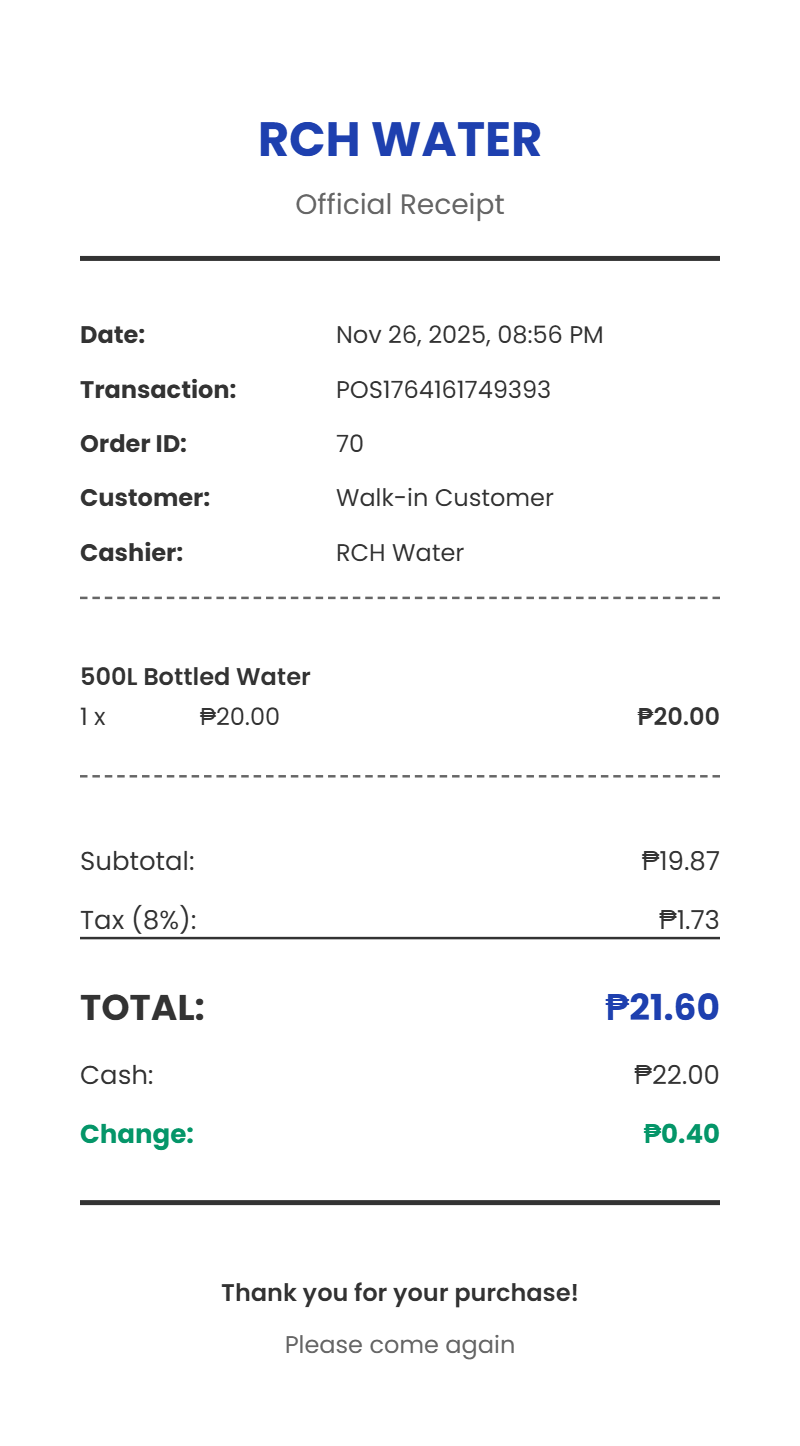 RCH WATER
Official Receipt
Date: Nov 26, 2025, 08:56 PM
Transaction: POS1764161749393
Order ID: 70
Customer: Walk-in Customer
Cashier: RCH Water
500L Bottled Water
1 x ₱20.00 ₱20.00
Subtotal: ₱19.87
Tax (8%): ₱1.73
TOTAL: ₱21.60
Cash: ₱22.00
Change: ₱0.40
Thank you for your purchase!
Please come again